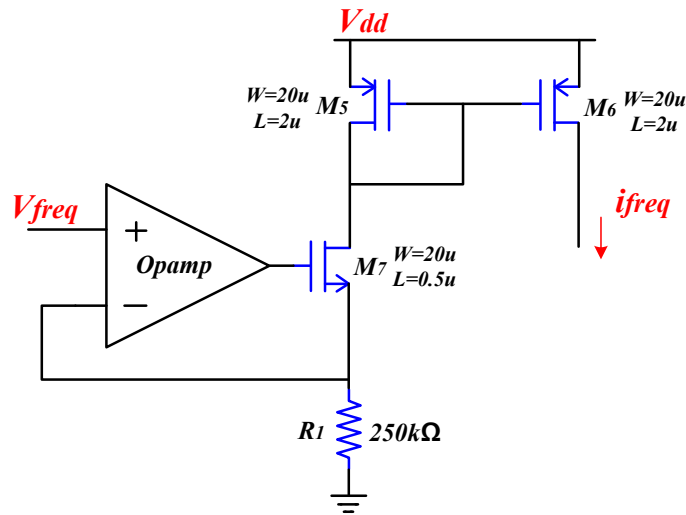 Vdd
W=20u
L=2u
M5
M6
W=20u
L=2u
Vfreq
+
Opamp
−
ifreq
M7
W=20u
L=0.5u
R1
250kΩ